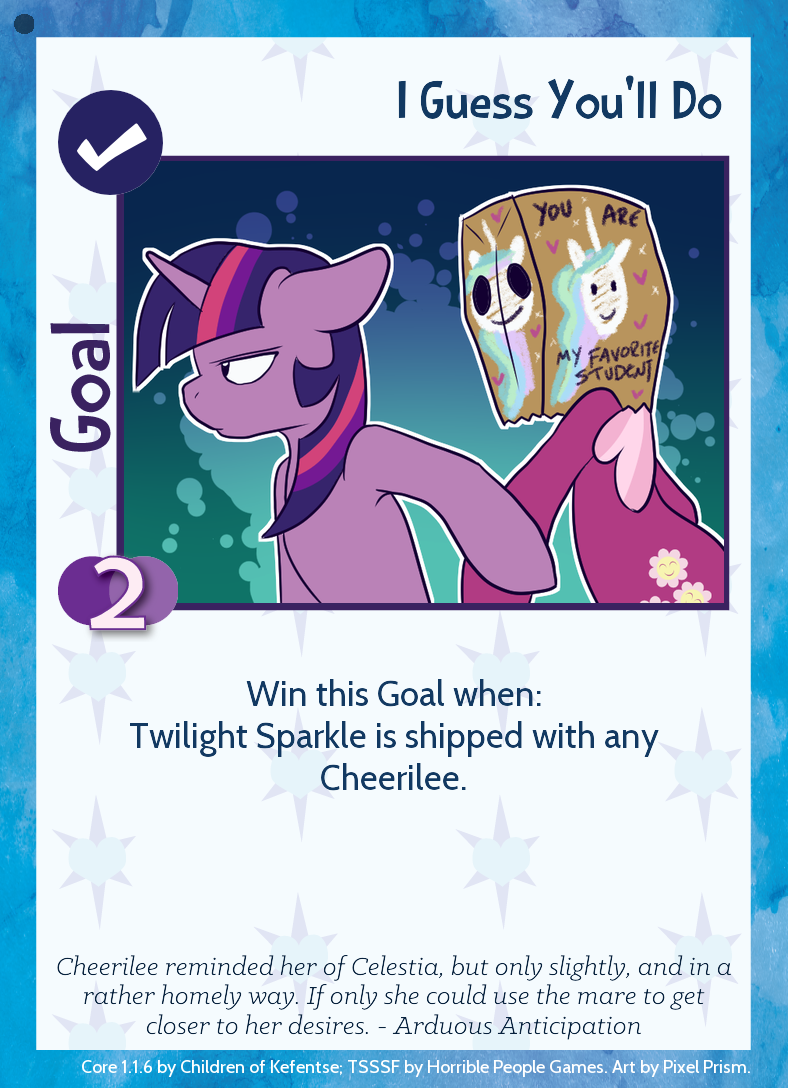 I Guess You'll Do
YOU ARE
MY FAVORITE
STUDENT
Goal
2
Win this Goal when:
Twilight Sparkle is shipped with any
Cheerilee.
Cheerilee reminded her of Celestia, but only slightly, and in a
rather homely way. If only she could use the mare to get
closer to her desires. - Arduous Anticipation
Core 1.1.6 by Children of Kefentse; TSSSF by Horrible People Games. Art by Pixel Prism.